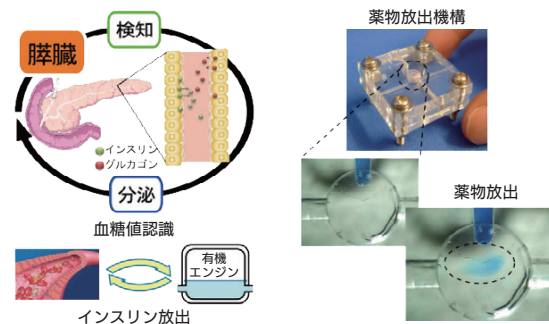 検知
膵臓
インスリン
グルカゴン
分泌
血糖値認識
有機
エンジン
インスリン放出
薬物放出機構
薬物放出